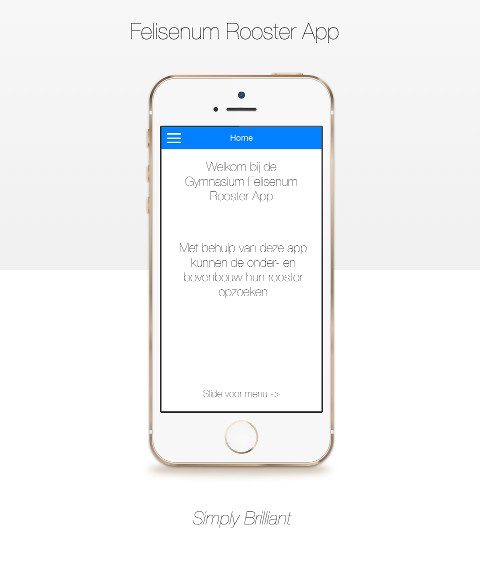 Felisenum Rooster App
Home
Welkom bij de
Gymnasium Felisenum
Rooster App
Met behulp van deze app
kunnen de onder- en
bovenbouw hun rooster
opzoeken
Slide voor menu ->
Simply Brilliant